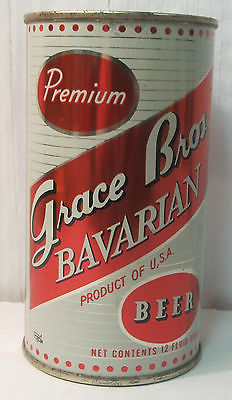 Premium
Grace Bros.
BAVARIAN
PRODUCT OF U.S.A.
BEER
NET CONTENTS 12 FLUID